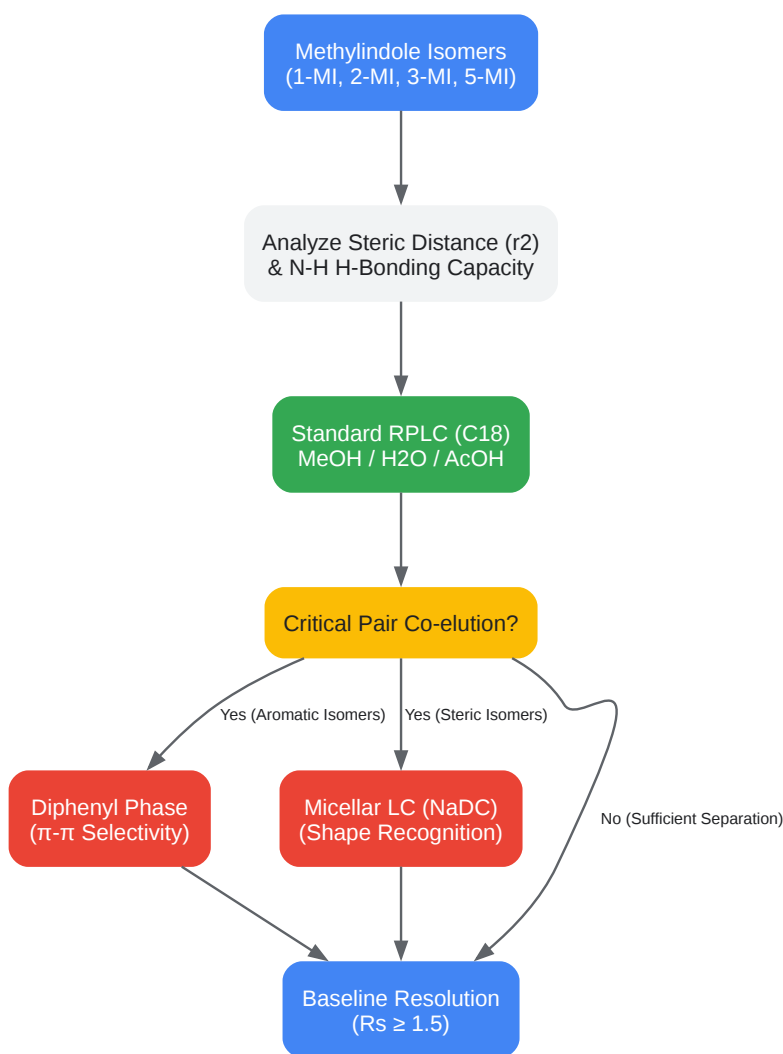 Methylindole Isomers
(1-MI, 2-MI, 3-MI, 5-MI)
Analyze Steric Distance (r2)
& N-H H-Bonding Capacity
Standard RPLC (C18)
MeOH / H2O / AcOH
Critical Pair Co-elution?
Yes (Aromatic Isomers)
Yes (Steric Isomers)
Diphenyl Phase
(π-π Selectivity)
Micellar LC (NaDC)
(Shape Recognition)
No (Sufficient Separation)
Baseline Resolution
(Rs ≥ 1.5)